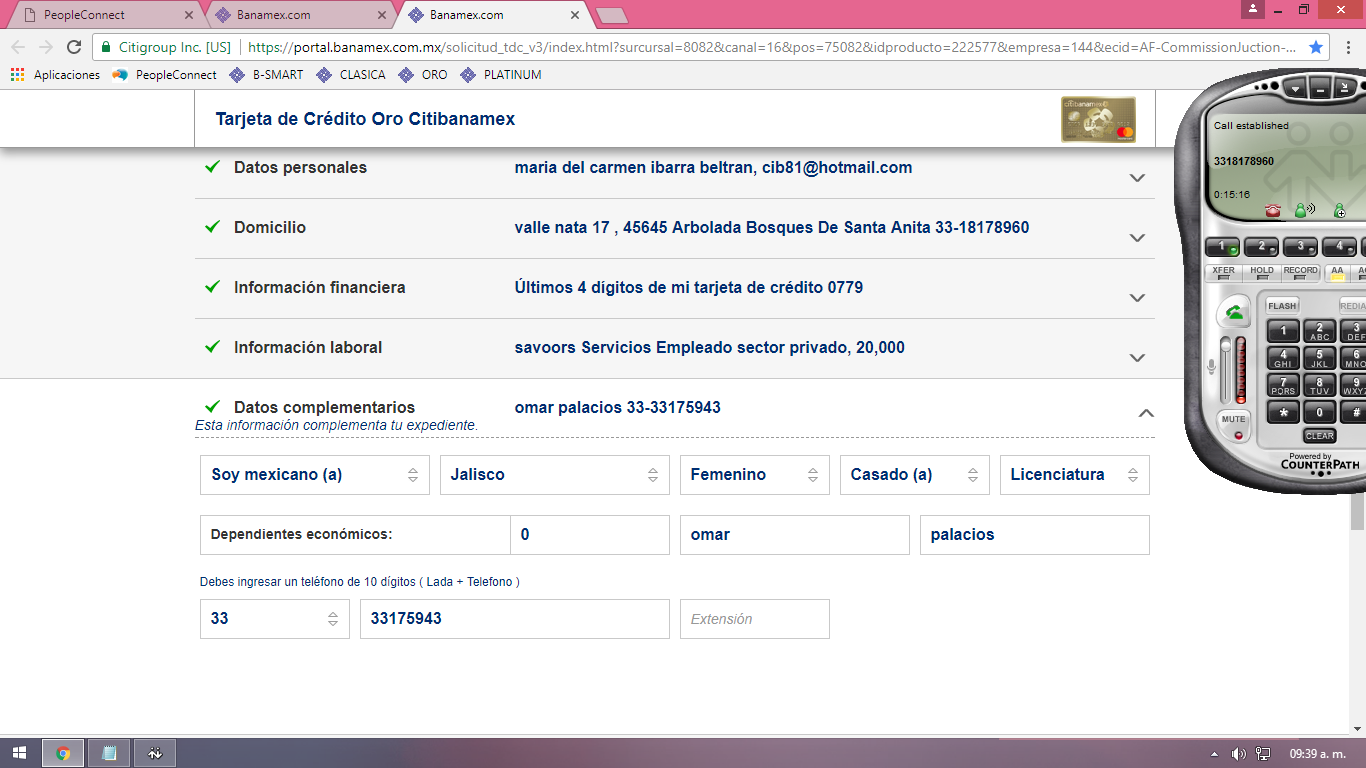 PeopleConnect
Banamex.com
Banamex.com
Citigroup Inc. [US]
https://portal.banamex.com.mx/solicitud_tdc_v3/index.html?surcursal=8082&canal=16&pos=75082&idproducto=222577&empresa=144&ecid=AF-CommissionJuction-...
Aplicaciones PeopleConnect B-SMART CLASICA ORO PLATINUM
Tarjeta de Crédito Oro Citibanamex
citibanamex
Datos personales maria del carmen ibarra beltran, cib81@hotmail.com
Domicilio valle nata 17 , 45645 Arbolada Bosques De Santa Anita 33-18178960
Información financiera Últimos 4 dígitos de mi tarjeta de crédito 0779
Información laboral savoors Servicios Empleado sector privado, 20,000
Datos complementarios omar palacios 33-33175943
Esta información complementa tu expediente.
Soy mexicano (a) Jalisco Femenino Casado (a) Licenciatura
Dependientes económicos: 0 omar palacios
Debes ingresar un teléfono de 10 dígitos ( Lada + Telefono )
33 33175943 Extensión
Call established
3318178960
0:15:16
1 2 3 4
XFER HOLD RECORD AA AC
FLASH REDIA
1 2 ABC 3 DEF
4 GHI 5 JKL 6 MNO
7 PQRS 8 TUV 9 WXYZ
* 0 #
MUTE
CLEAR
Powered by
COUNTERPATH
09:39 a. m.